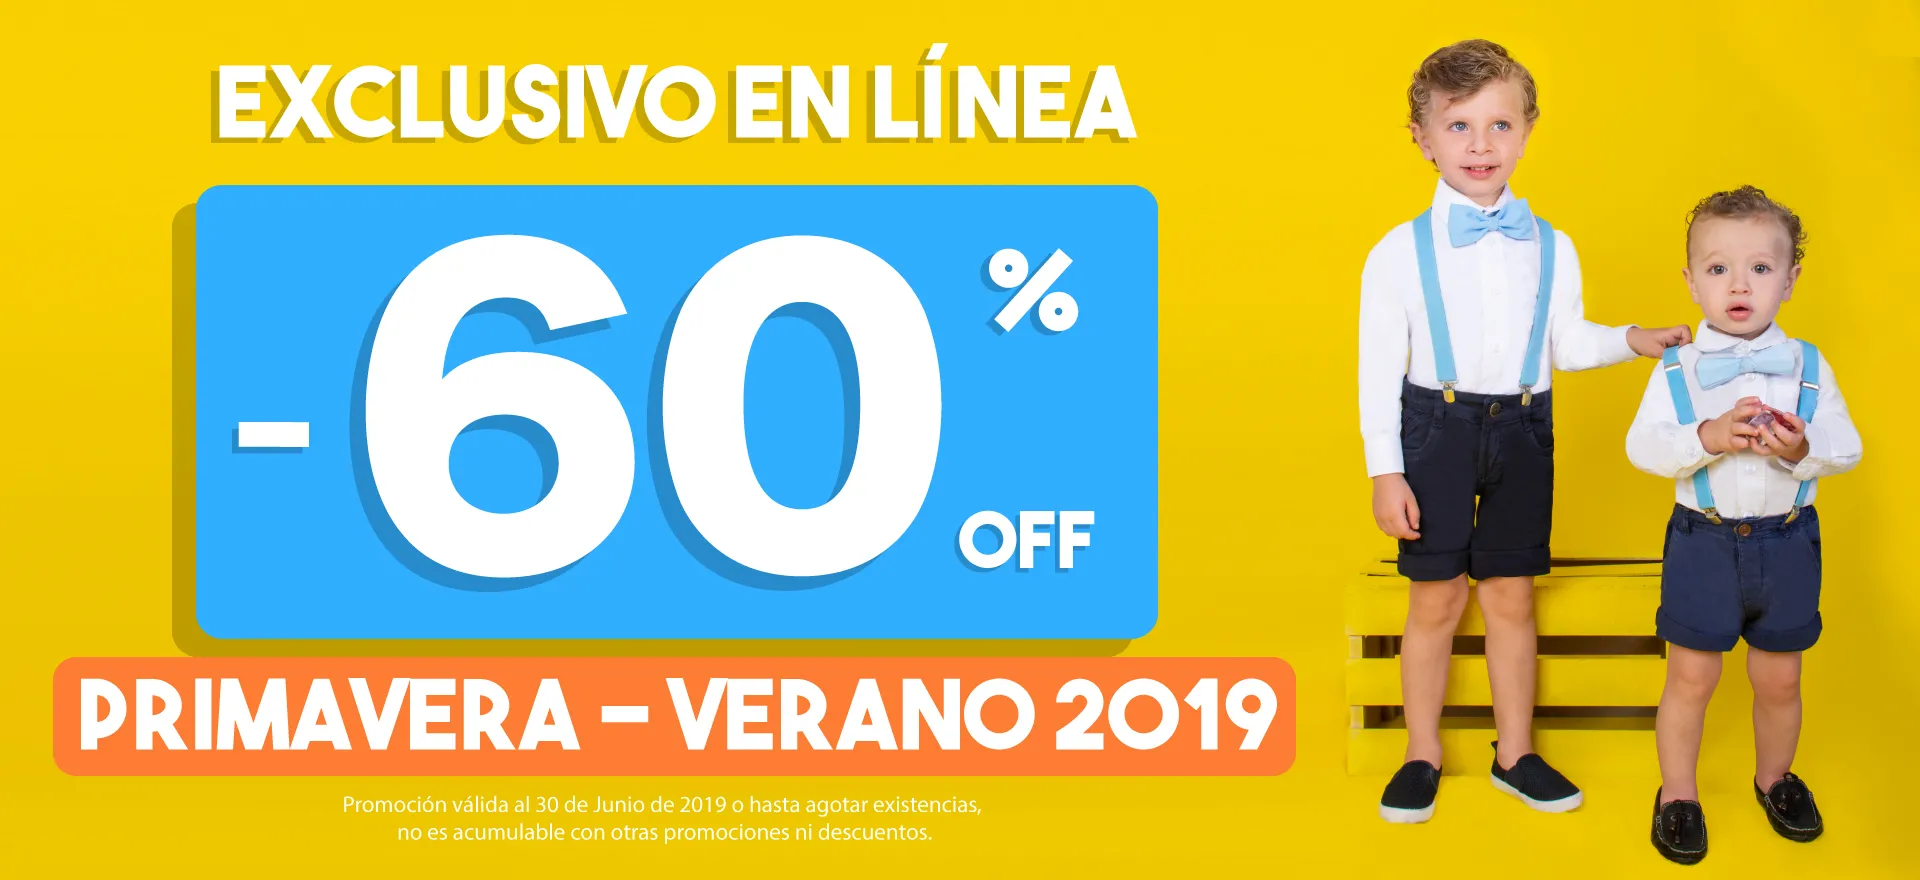 EXCLUSIVO EN LÍNEA
-60%
OFF
PRIMAVERA - VERANO 2019
Promoción válida al 30 de Junio de 2019 o hasta agotar existencias,
no es acumulable con otras promociones ni descuentos.